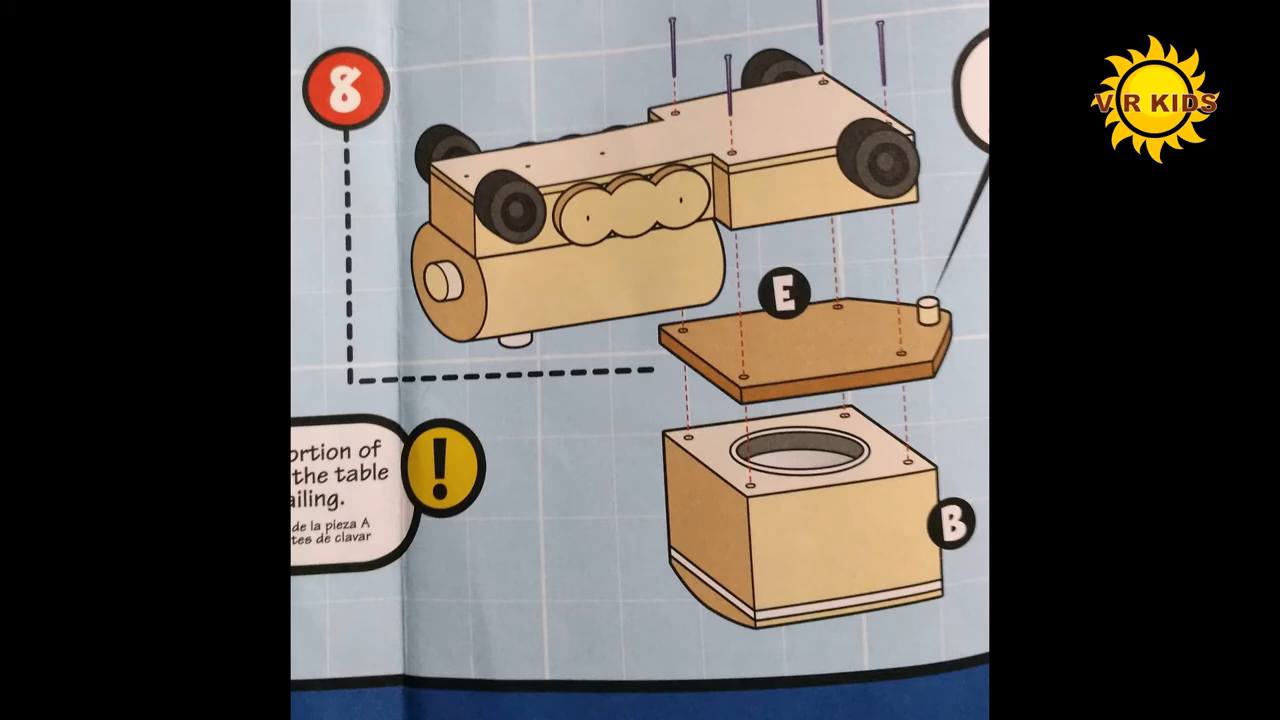 8
V R KIDS
E
ortion of
the table
ailing.
de la pieza A
tes de clavar
!
B